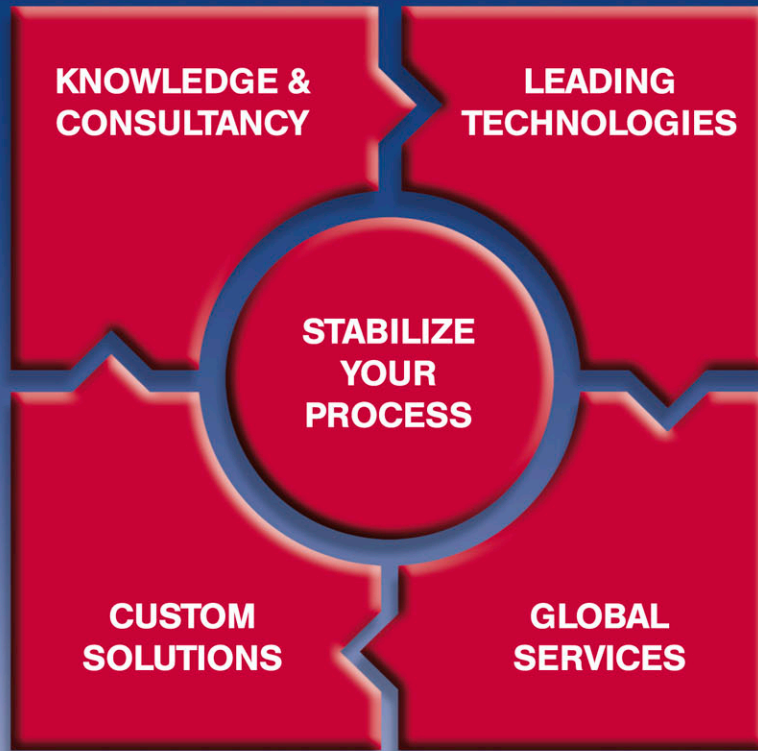 KNOWLEDGE &
CONSULTANCY
LEADING
TECHNOLOGIES
STABILIZE
YOUR
PROCESS
CUSTOM
SOLUTIONS
GLOBAL
SERVICES